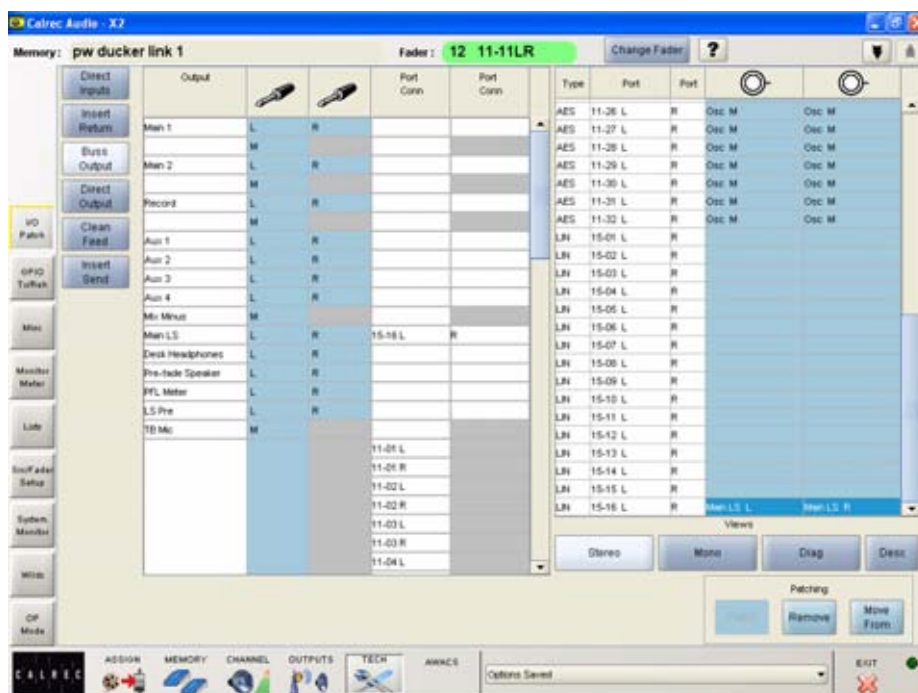 Calrec Audio - X2
Memory: pw ducker link 1 Fader: 12 11-11LR Change Fader ?
Direct Inputs
Insert Return
Buss Output
Direct Output
Clean Feed
Insert Send
I/O Patch
GPIO
Misc
Monitor Meter
Lists
Setup
System Monitor
Wilds
OP Mode
Output Port Conn Port Conn
Main 1 L R
M
Main 2 L R
M
Record L R
M
Aux 1 L R
Aux 2 L R
Aux 3 L R
Aux 4 L R
Mix Minus M
Main LS L R 15-16 L R
Desk Headphones L R
Pre-fade Speaker L R
PFL Meter L R
LS Pre L R
TB Mic M
11-01 L
11-01 R
11-02 L
11-02 R
11-03 L
11-03 R
11-04 L
Type Port Port
AES 11-26 L R Osc M Osc M
AES 11-27 L R Osc M Osc M
AES 11-28 L R Osc M Osc M
AES 11-29 L R Osc M Osc M
AES 11-30 L R Osc M Osc M
AES 11-31 L R Osc M Osc M
AES 11-32 L R Osc M Osc M
LIN 15-01 L R
LIN 15-02 L R
LIN 15-03 L R
LIN 15-04 L R
LIN 15-05 L R
LIN 15-06 L R
LIN 15-07 L R
LIN 15-08 L R
LIN 15-09 L R
LIN 15-10 L R
LIN 15-11 L R
LIN 15-12 L R
LIN 15-13 L R
LIN 15-14 L R
LIN 15-15 L R
LIN 15-16 L R Main LS L Main LS R
Views
Stereo Mono Diag Desc
Patching
Remove Move From
CALREC ASSIGN MEMORY CHANNEL OUTPUTS TECH AWACS Options Saved EXIT